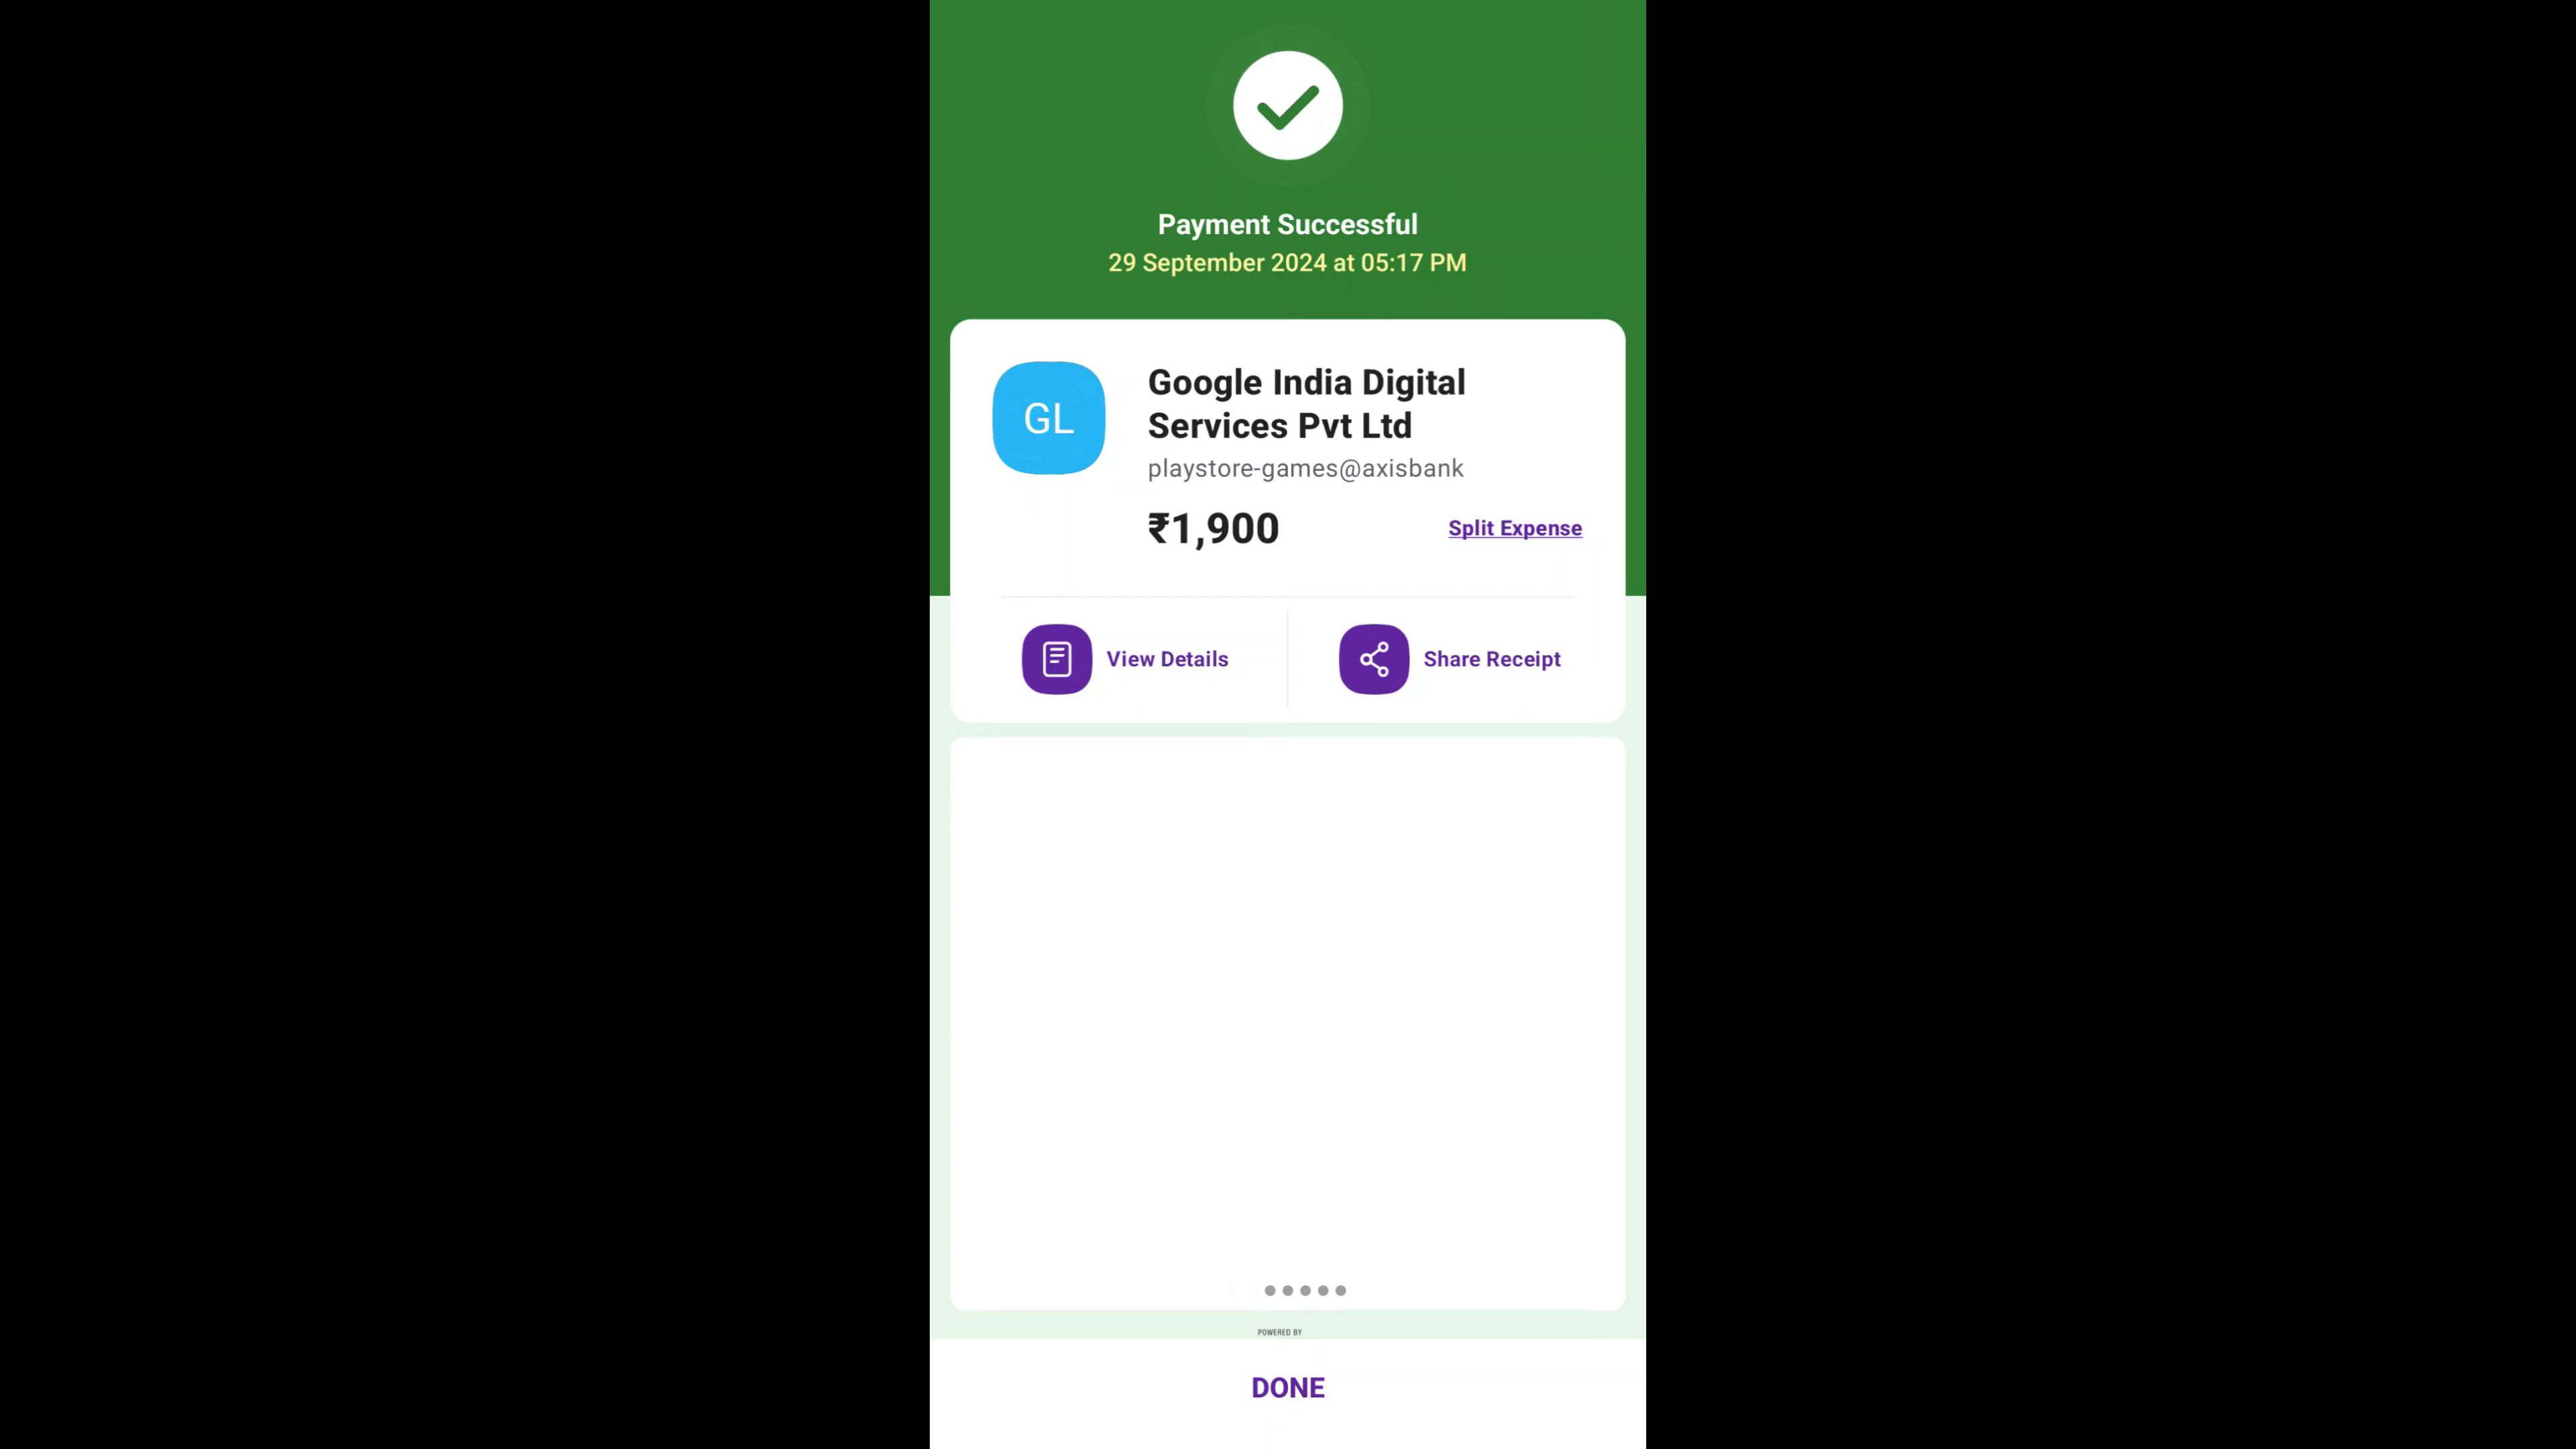 Payment Successful
29 September 2024 at 05:17 PM
GL
Google India Digital
Services Pvt Ltd
playstore-games@axisbank
₹1,900
Split Expense
View Details
Share Receipt
POWERED BY
DONE